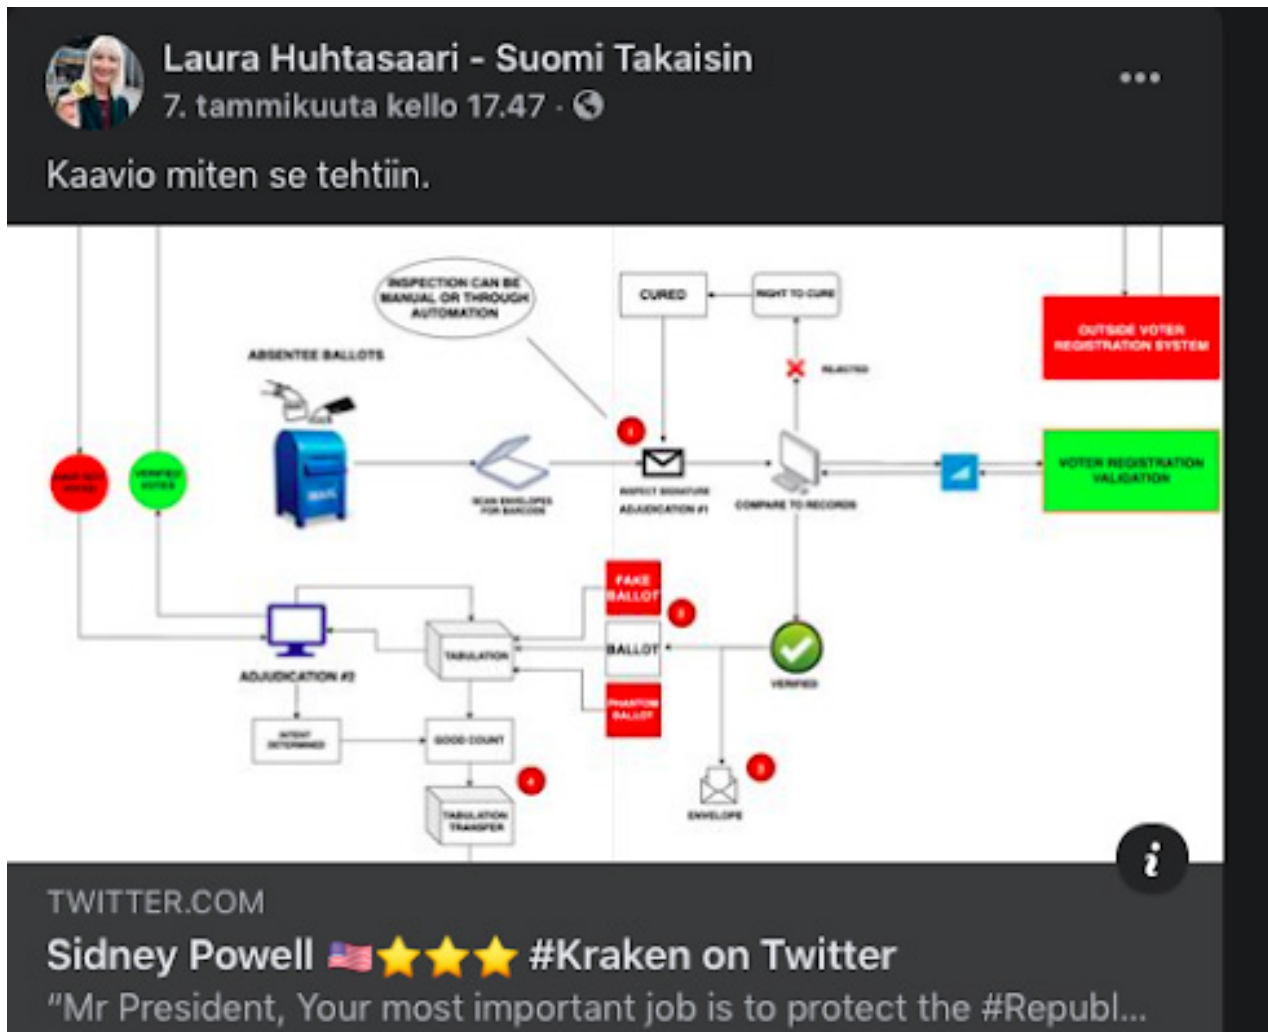 Laura Huhtasaari - Suomi Takaisin
7. tammikuuta kello 17.47 ·
Kaavio miten se tehtiin.
INSPECTION CAN BE
MANUAL OR THROUGH
AUTOMATION
CURED
RIGHT TO CURE
OUTSIDE VOTER
REGISTRATION SYSTEM
ABSENTEE BALLOTS
REJECTED
1
VERIFIED
VOTES
MAIL
SCAN ENVELOPES
FOR BARCODE
INSPECT SIGNATURE
ADJUDICATION #1
COMPARE TO RECORDS
VOTER REGISTRATION
VALIDATION
FAKE
BALLOT
BALLOT
PHANTOM
BALLOT
TABULATION
VERIFIED
ADJUDICATION #2
INTENT
DETERMINED
GOOD COUNT
4
TABULATION
TRANSFER
ENVELOPE
TWITTER.COM
Sidney Powell 🇺🇸⭐⭐⭐ #Kraken on Twitter
“Mr President, Your most important job is to protect the #Republ...